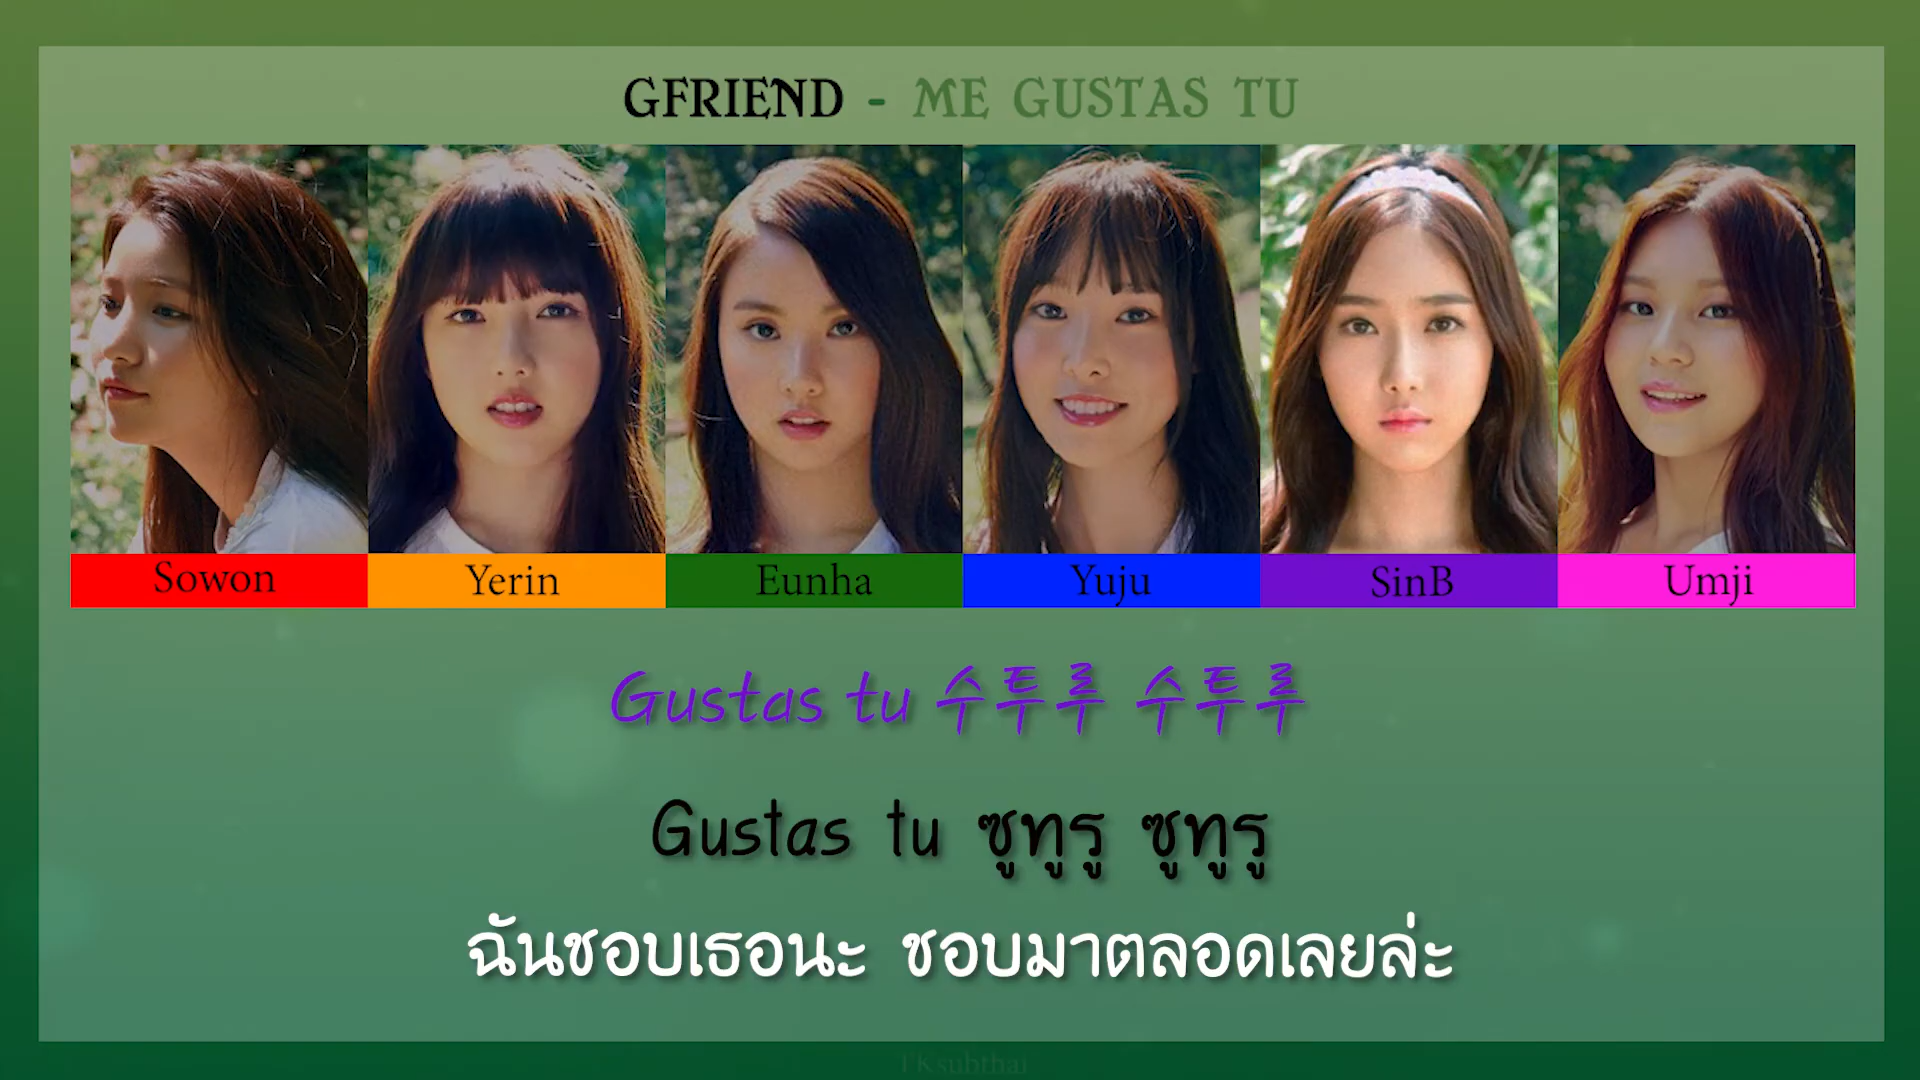 GFRIEND - ME GUSTAS TU
Sowon Yerin Eunha Yuju SinB Umji
Gustas tu 수투루 수투루
Gustas tu ซูทูรู ซูทูรู
ฉันชอบเธอนะ ชอบมาตลอดเลยล่ะ
TKsubthai